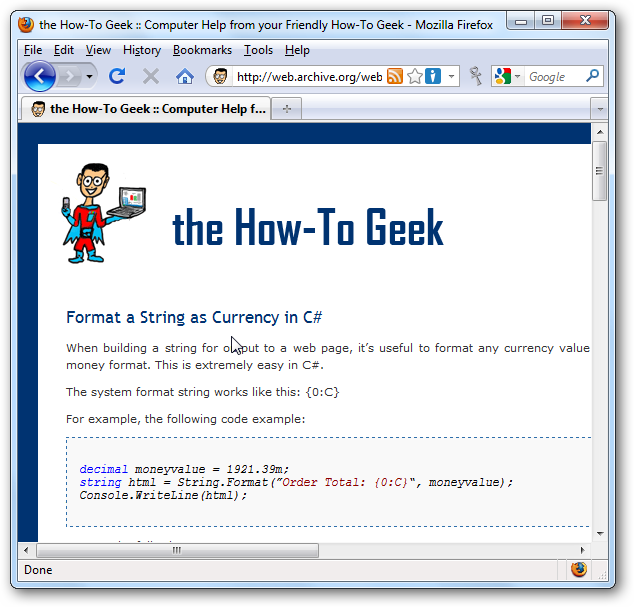 the How-To Geek :: Computer Help from your Friendly How-To Geek - Mozilla Firefox
File Edit View History Bookmarks Tools Help
http://web.archive.org/web
Google
the How-To Geek :: Computer Help f...
the How-To Geek
Format a String as Currency in C#
When building a string for output to a web page, it’s useful to format any currency value
money format. This is extremely easy in C#.
The system format string works like this: {0:C}
For example, the following code example:
decimal moneyvalue = 1921.39m;
string html = String.Format(”Order Total: {0:C}“, moneyvalue);
Console.WriteLine(html);
Done